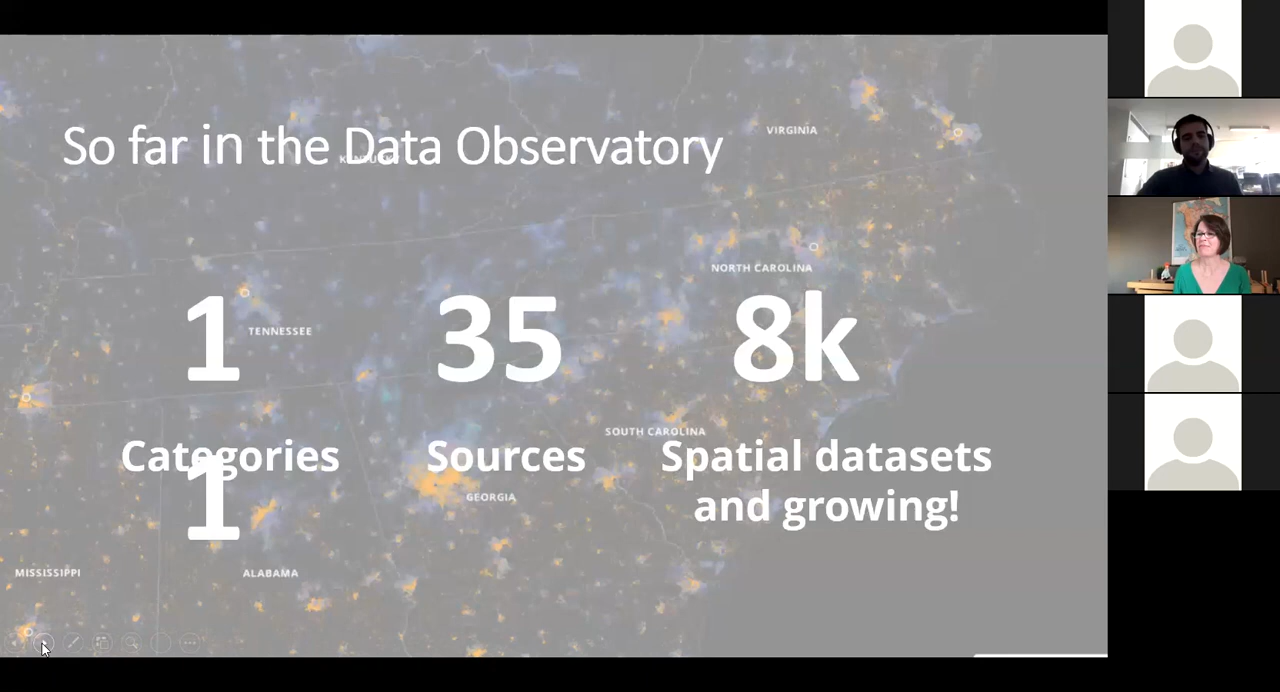 So far in the Data Observatory
VIRGINIA
KENTUCKY
NORTH CAROLINA
TENNESSEE
1
35
8k
SOUTH CAROLINA
Categories
Sources
Spatial datasets
1
GEORGIA
and growing!
MISSISSIPPI
ALABAMA